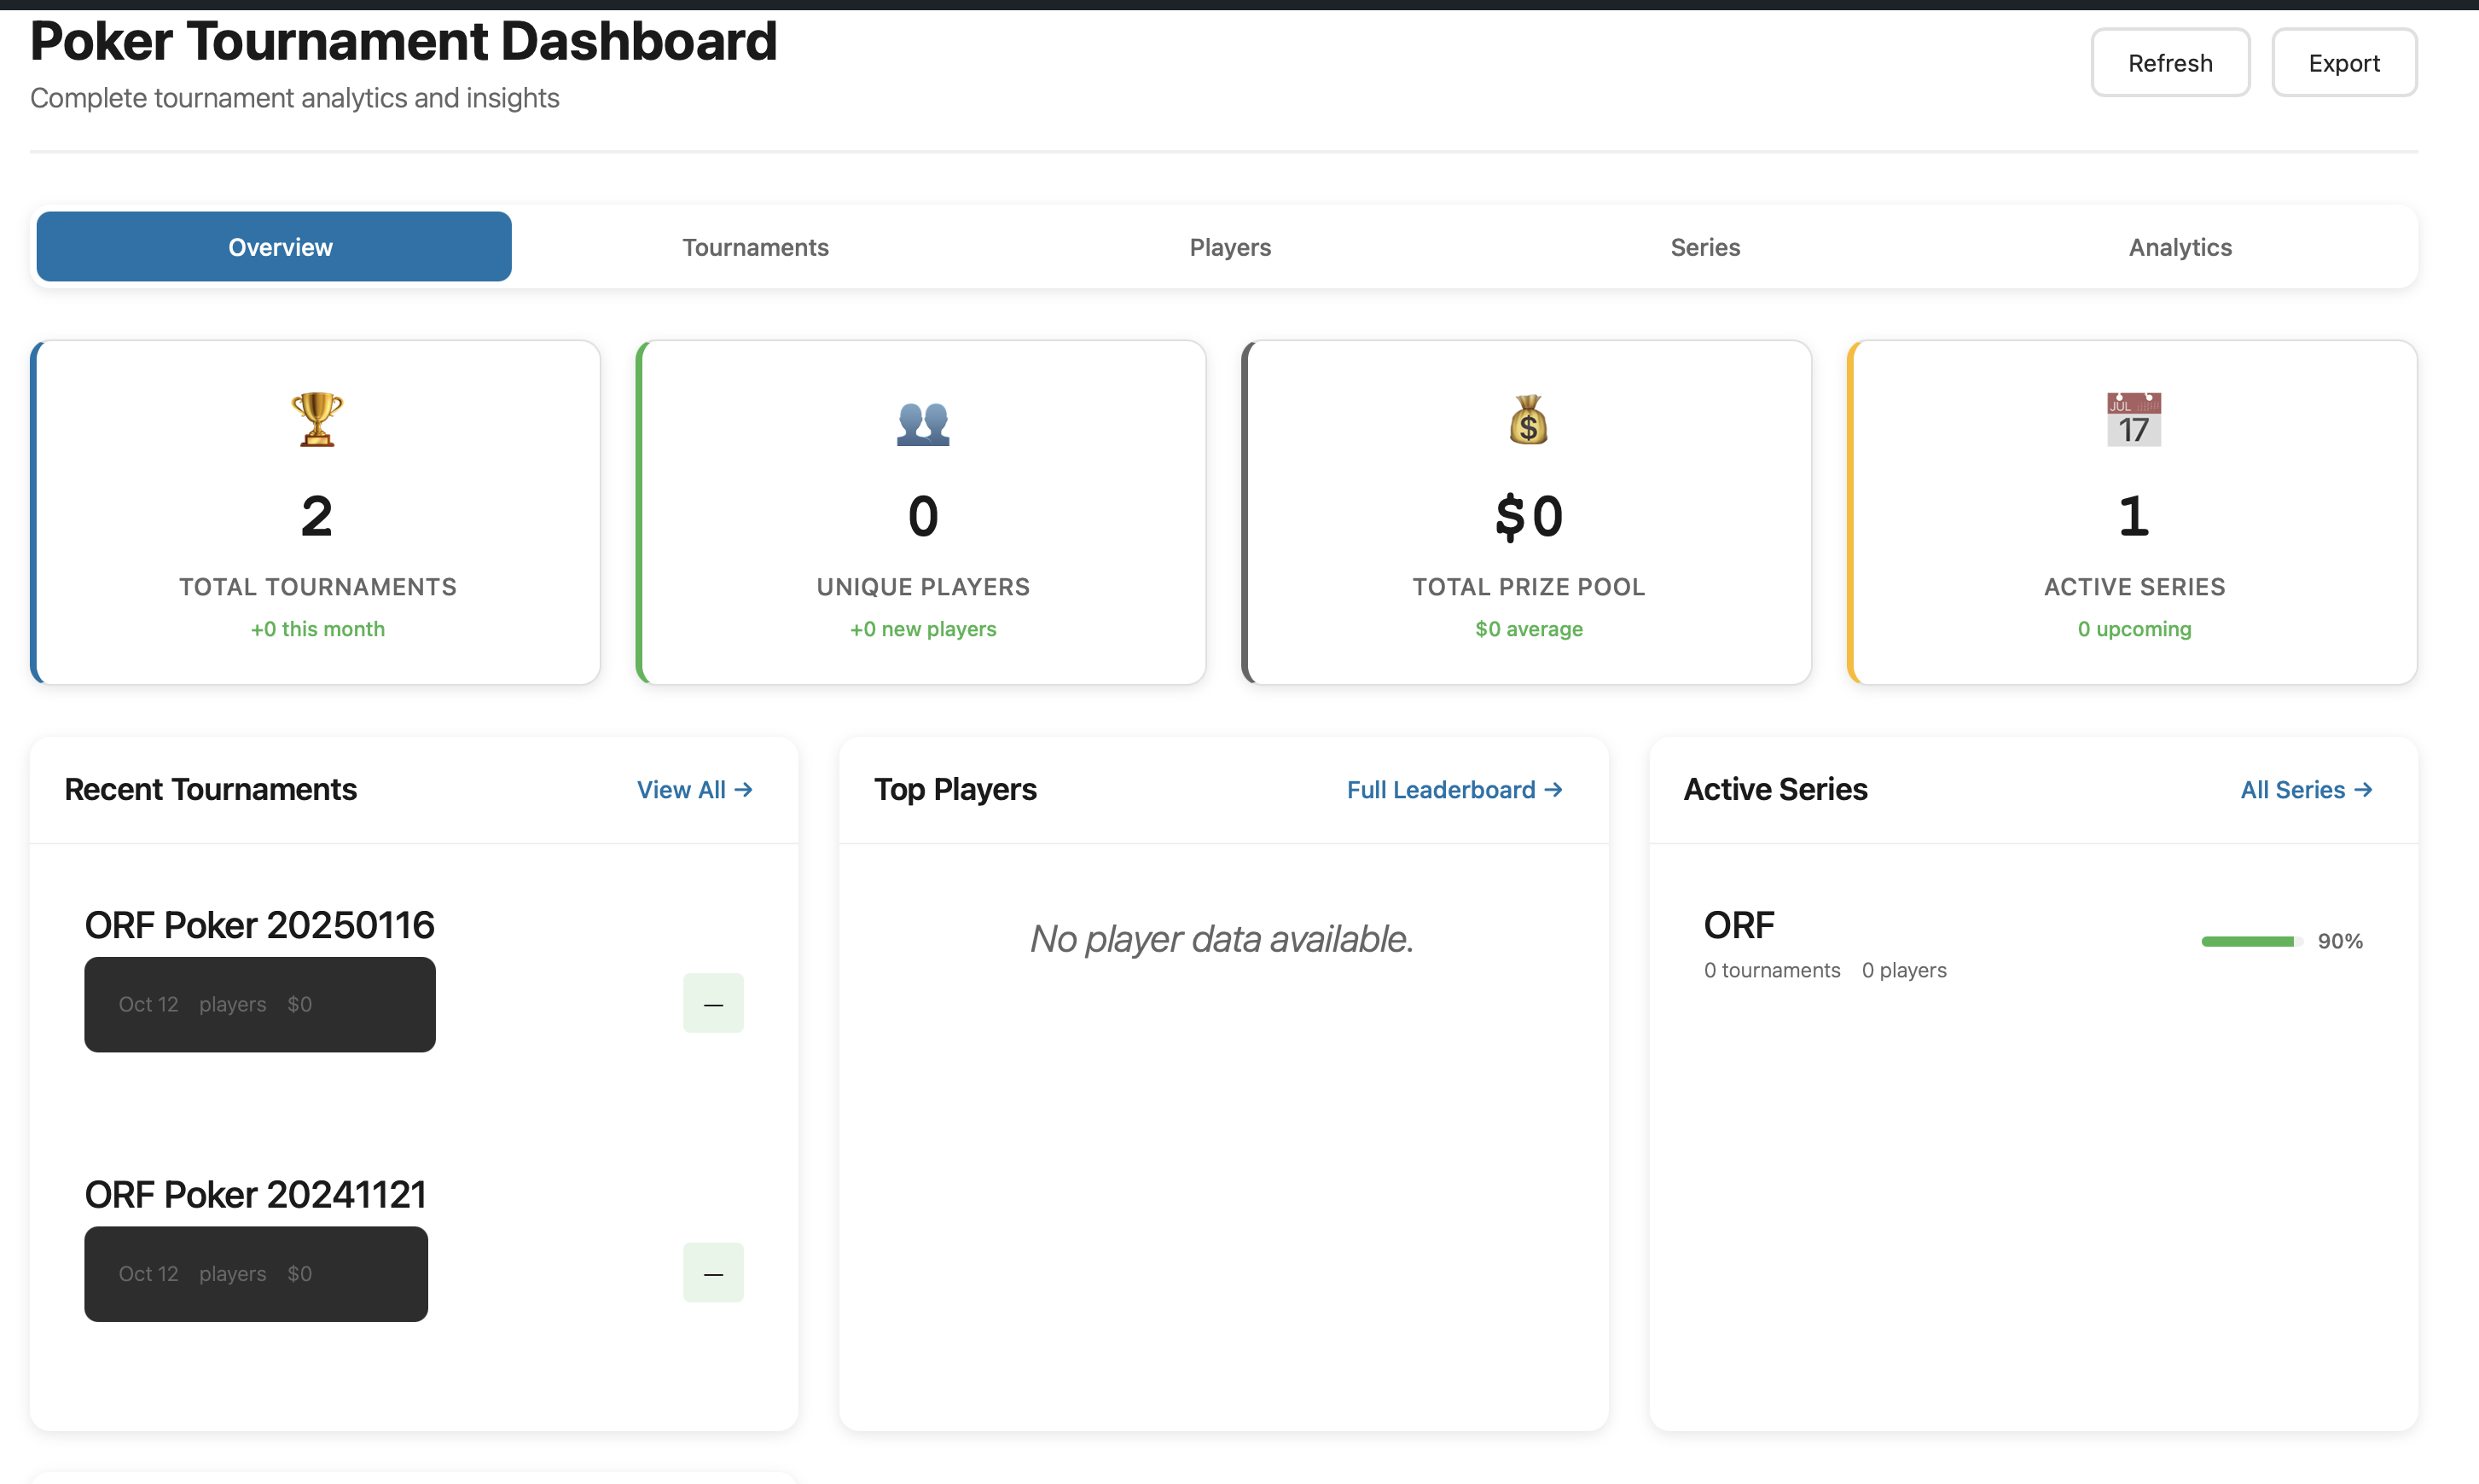 Poker Tournament Dashboard
Complete tournament analytics and insights
Refresh
Export
Overview
Tournaments
Players
Series
Analytics
2
TOTAL TOURNAMENTS
+0 this month
0
UNIQUE PLAYERS
+0 new players
$0
TOTAL PRIZE POOL
$0 average
JUL
17
1
ACTIVE SERIES
0 upcoming
Recent Tournaments
View All →
ORF Poker 20250116
Oct 12 players $0
—
ORF Poker 20241121
Oct 12 players $0
—
Top Players
Full Leaderboard →
No player data available.
Active Series
All Series →
ORF
0 tournaments 0 players
90%